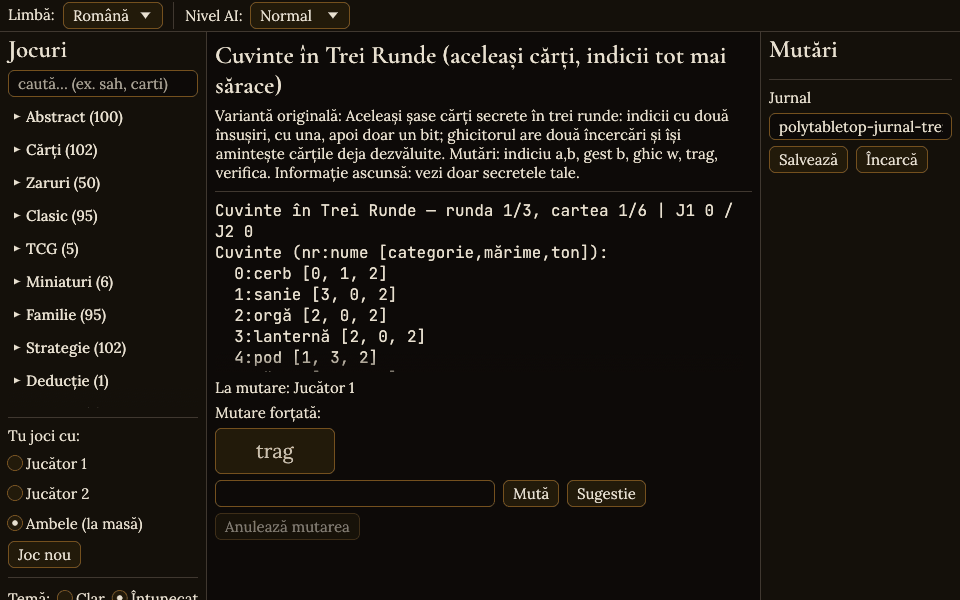 Limbă: Română ▼ Nivel AI: Normal ▼
Jocuri
caută... (ex. sah, carti)
▸ Abstract (100)
▸ Cărți (102)
▸ Zaruri (50)
▸ Clasic (95)
▸ TCG (5)
▸ Miniaturi (6)
▸ Familie (95)
▸ Strategie (102)
▸ Deducție (1)
Tu joci cu:
Jucător 1
Jucător 2
Ambele (la masă)
Joc nou
Temă: Clar Întunecat
Cuvinte în Trei Runde (aceleași cărți, indicii tot mai
sărace)
Variantă originală: Aceleași șase cărți secrete în trei runde: indicii cu două
însușiri, cu una, apoi doar un bit; ghicitorul are două încercări și își
amintește cărțile deja dezvăluite. Mutări: indiciu a,b, gest b, ghic w, trag,
verifica. Informație ascunsă: vezi doar secretele tale.
Cuvinte în Trei Runde — runda 1/3, cartea 1/6 | J1 0 /
J2 0
Cuvinte (nr:nume [categorie,mărime,ton]):
0:cerb [0, 1, 2]
1:sanie [3, 0, 2]
2:orgă [2, 0, 2]
3:lanternă [2, 0, 2]
4:pod [1, 3, 2]
La mutare: Jucător 1
Mutare forțată:
trag
Mută Sugestie
Anulează mutarea
Mutări
Jurnal
polytabletop-jurnal-tre
Salvează Încarcă